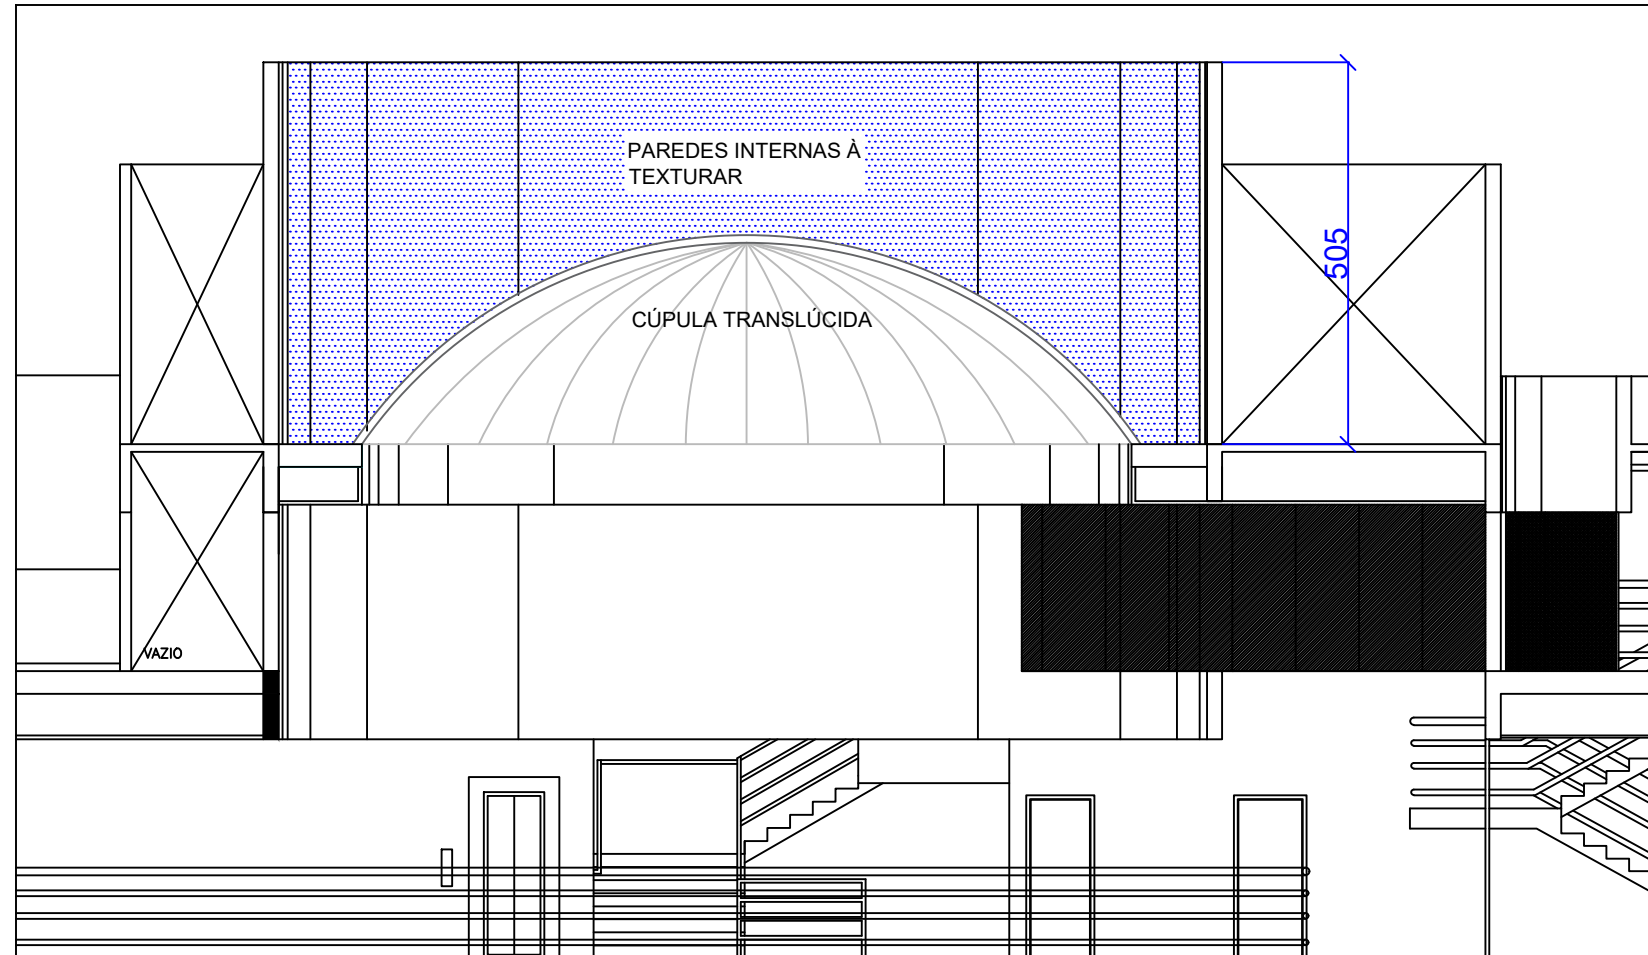 PAREDES INTERNAS À
TEXTURAR
505
CÚPULA TRANSLÚCIDA
VAZIO